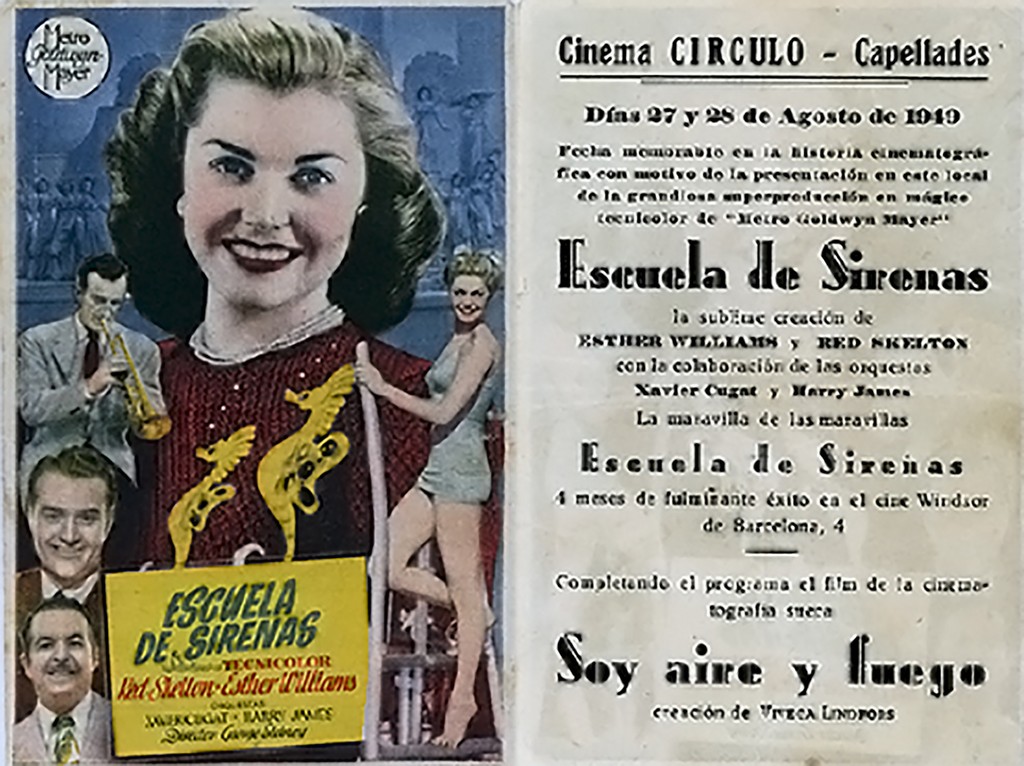 Metro
Goldwyn
Mayer
ESCUELA
DE SIRENAS
TECNICOLOR
Red Skelton-Esther Williams
ORQUESTAS
XAVIER CUGAT - HARRY JAMES
Director George Sidney
Cinema CIRCULO - Capellades
Días 27 y 28 de Agosto de 1949
Fecha memorable en la historia cinematográ-
fica con motivo de la presentación en este local
de la grandiosa superproducción en mágico
tecnicolor de "Metro Goldwyn Mayer"
Escuela de Sirenas
la sublime creación de
ESTHER WILLIAMS y RED SKELTON
con la colaboración de las orquestas
Xavier Cugat y Harry James
La maravilla de las maravillas
Escuela de Sirenas
4 meses de fulminante éxito en el cine Windsor
de Barcelona, 4
Completando el programa el film de la cinema-
tografía sueca
Soy aire y fuego
creación de VIVECA LINDFORS